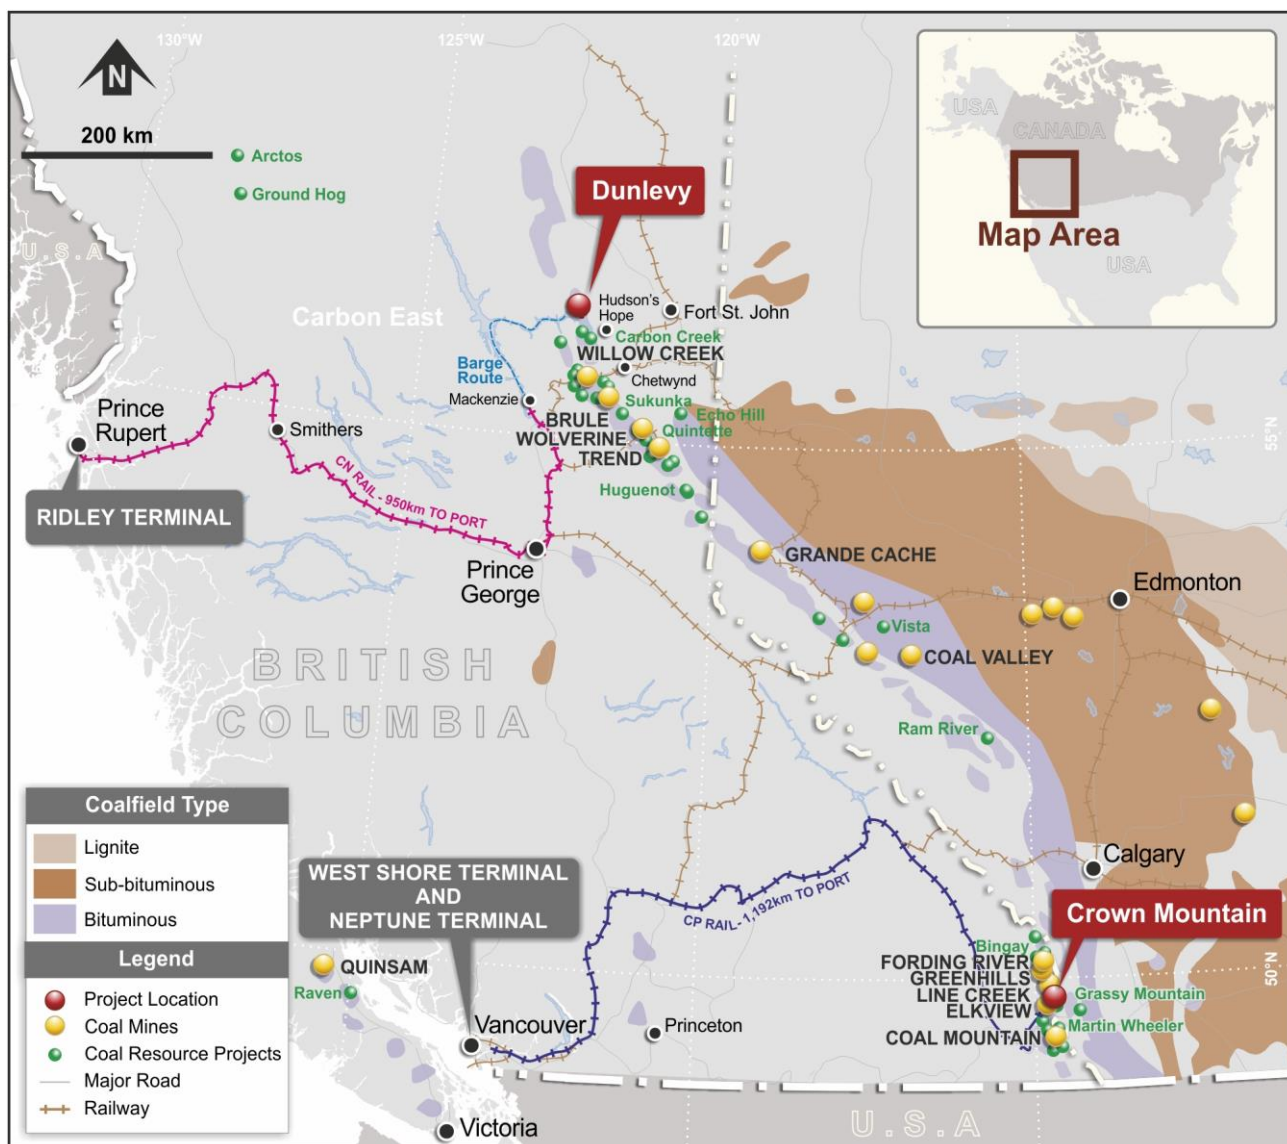 130°W
125°W
120°W
N
200 km
Arctos
Ground Hog
U.S.A
USA
CANADA
USA
Map Area
Dunlevy
Hudson's
Hope
Fort St. John
Carbon East
Carbon Creek
WILLOW CREEK
Chetwynd
Barge
Route
Mackenzie
Sukunka
Echo Hill
BRULE
Quintette
WOLVERINE
TREND
Huguenot
55°N
Prince
Rupert
Smithers
CN RAIL - 950km TO PORT
RIDLEY TERMINAL
Prince
George
GRANDE CACHE
Edmonton
Vista
COAL VALLEY
BRITISH
COLUMBIA
Ram River
Coalfield Type
Lignite
Sub-bituminous
Bituminous
Legend
Project Location
Coal Mines
Coal Resource Projects
Major Road
Railway
WEST SHORE TERMINAL
AND
NEPTUNE TERMINAL
CP RAIL - 1,192km TO PORT
Calgary
Crown Mountain
Bingay
FORDING RIVER
GREENHILLS
LINE CREEK
ELKVIEW
Grassy Mountain
Martin Wheeler
COAL MOUNTAIN
50°N
QUINSAM
Raven
Vancouver
Princeton
Victoria
U.S.A